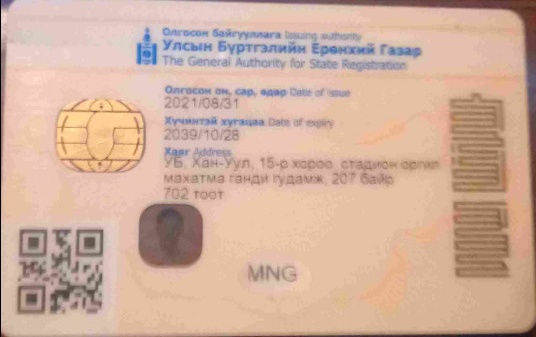 Олгосон байгууллага Issuing authority
Улсын Бүртгэлийн Ерөнхий Газар
The General Authority for State Registration
Олгосон он, сар, өдөр Date of issue
2021/08/31
Хүчинтэй хугацаа Date of expiry
2039/10/28
Хаяг Address
УБ, Хан-Уул, 15-р хороо, стадион оргил
махатма ганди гудамж, 207 байр
702 тоот
MNG